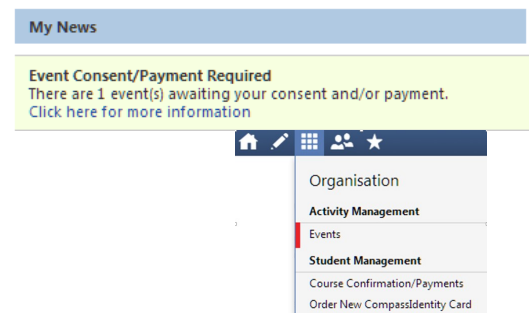 My News
Event Consent/Payment Required
There are 1 event(s) awaiting your consent and/or payment.
Click here for more information
Organisation
Activity Management
Events
Student Management
Course Confirmation/Payments
Order New CompassIdentity Card